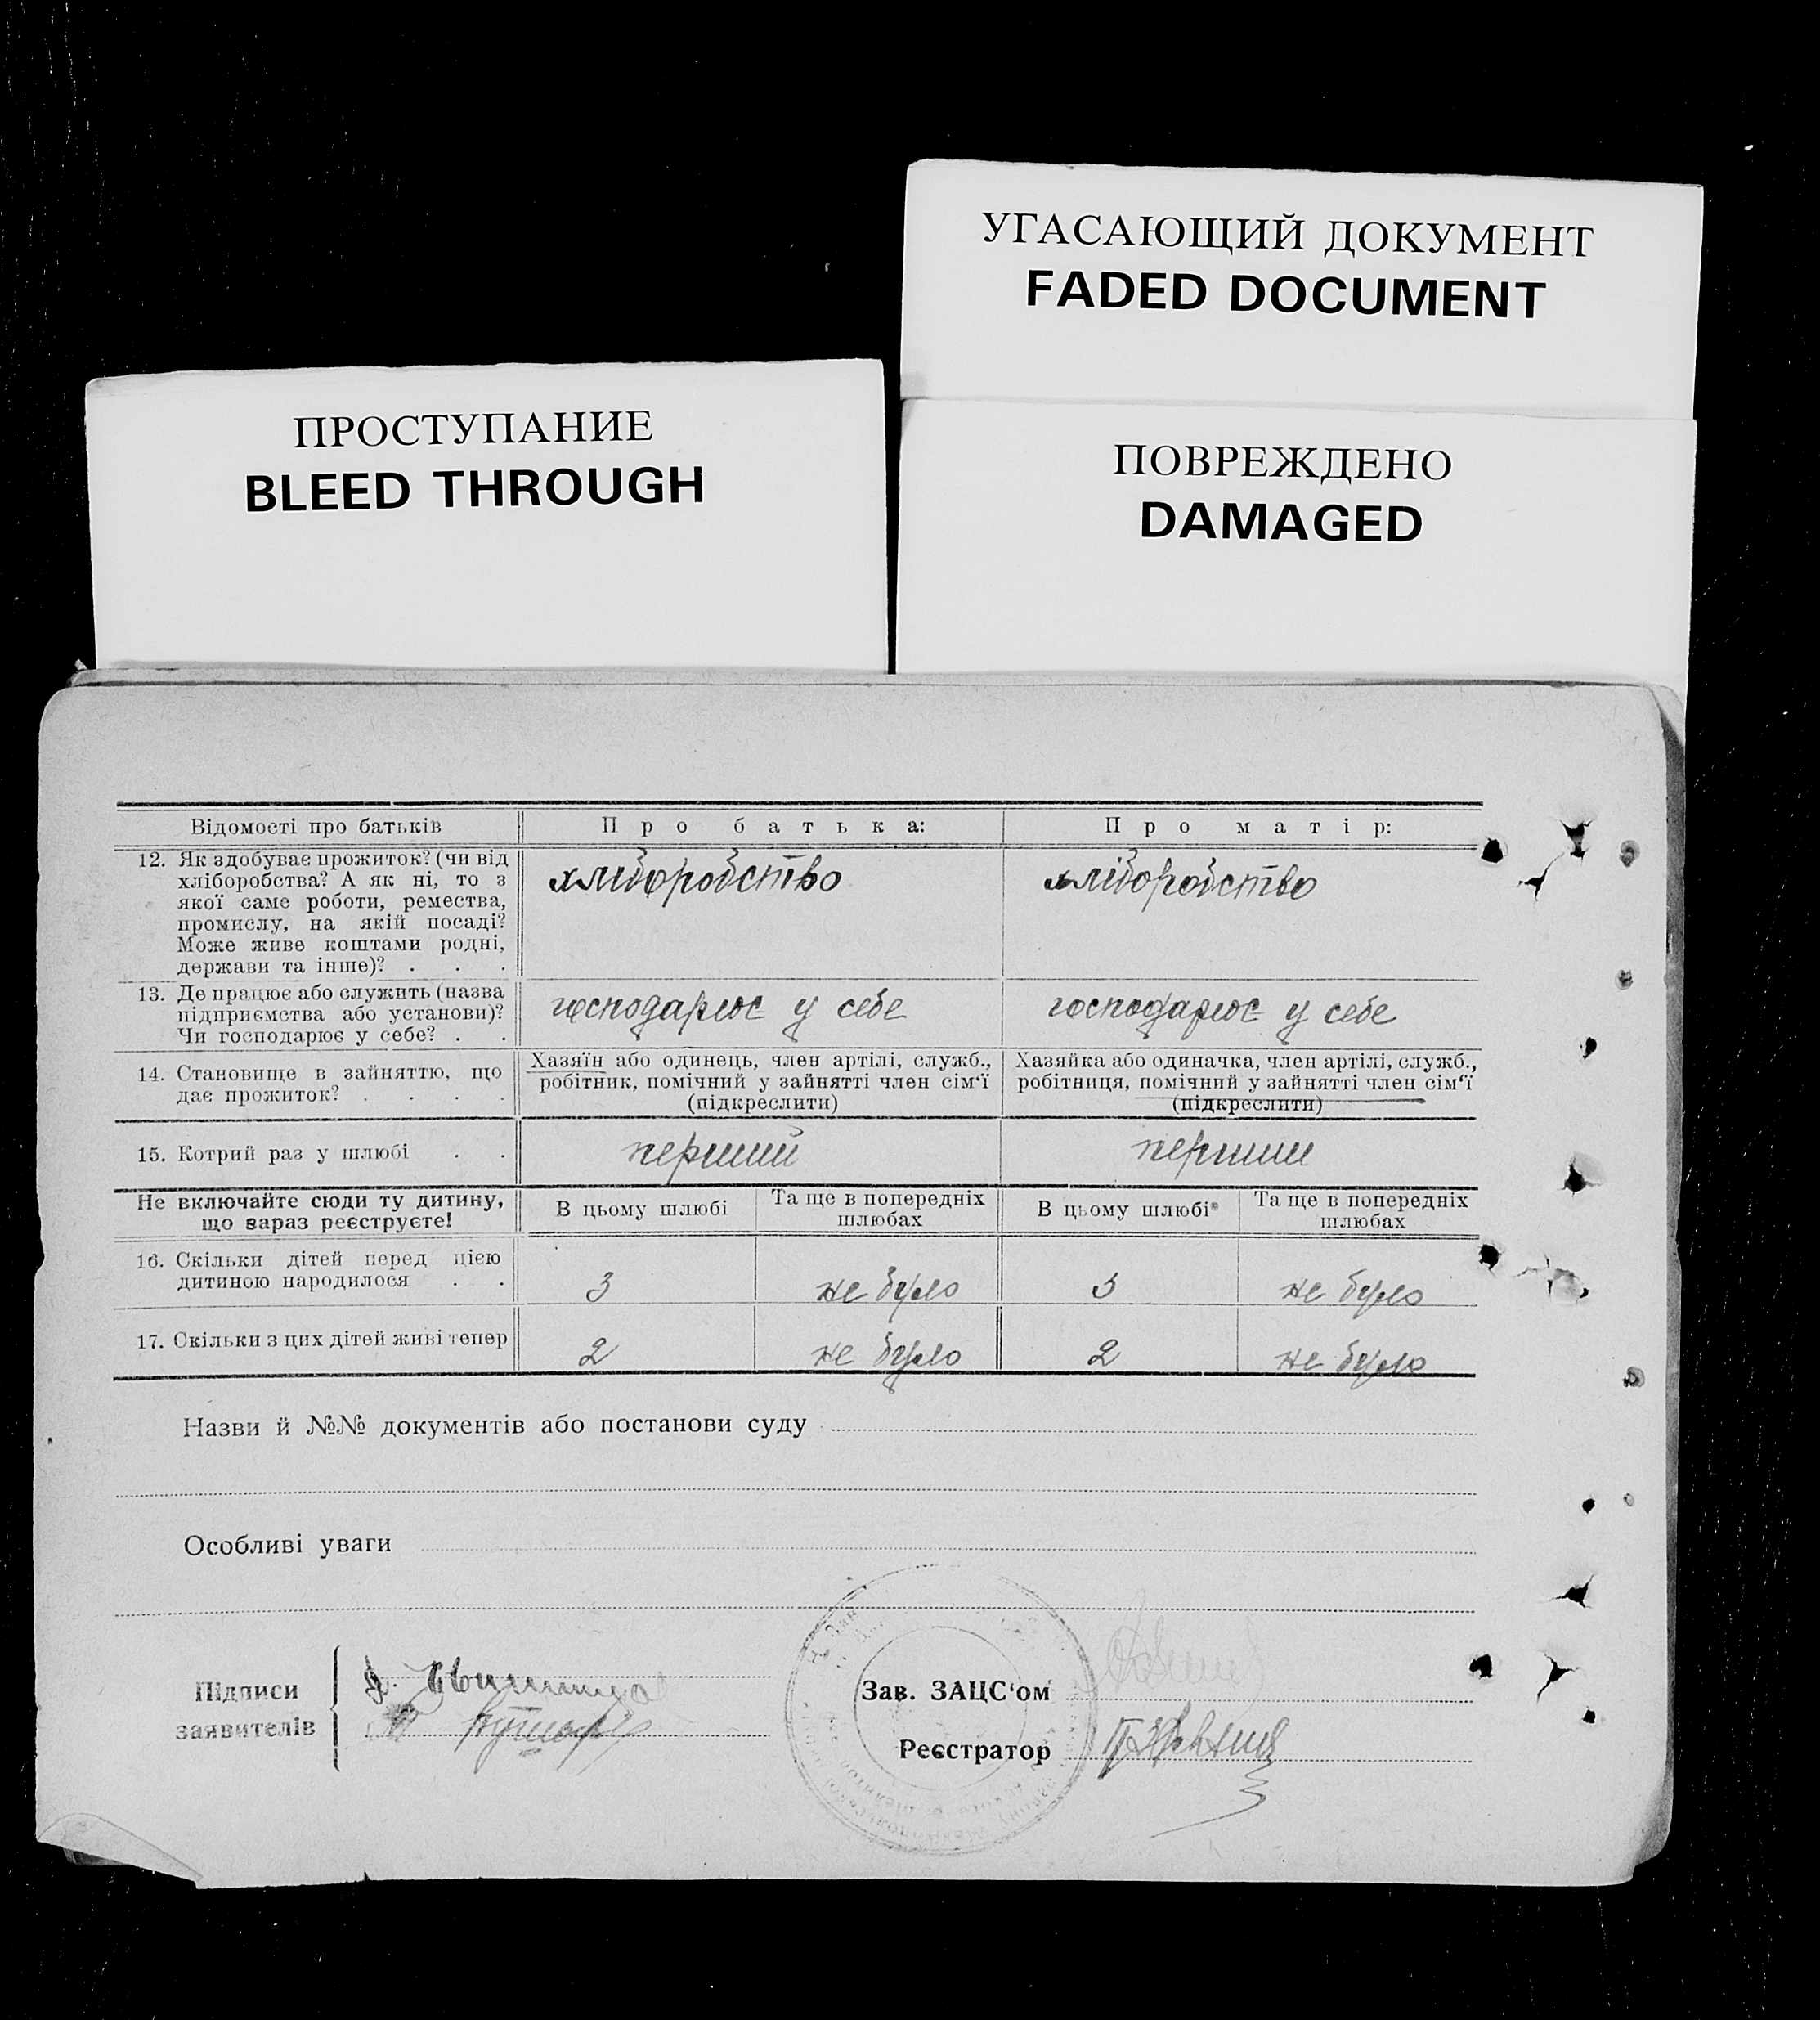 УГАСАЮЩИЙ ДОКУМЕНТ
FADED DOCUMENT
ПРОСТУПАНИЕ
BLEED THROUGH
ПОВРЕЖДЕНО
DAMAGED
Відомості про батьків
Про батька:
Про матір:
12. Як здобуває прожиток? (чи від
хліборобства? А як ні, то з
якої саме роботи, ремества,
промислу, на якій посаді?
Може живе коштами родні,
держави та інше)? . . .
хліборобство
хліборобство
13. Де працює або служить (назва
підприємства або установи)?
Чи господарює у себе? . .
господарює у себе
господарює у себе
14. Становище в зайняттю, що
дає прожиток? . . . .
Хазяїн або одинець, член артілі, служб.,
робітник, помічний у зайнятті член сім'ї
(підкреслити)
Хазяйка або одиначка, член артілі, служб.,
робітниця, помічний у зайнятті член сім'ї
(підкреслити)
15. Котрий раз у шлюбі . .
перший
перший
Не включайте сюди ту дитину,
що зараз реєструєте!
В цьому шлюбі
Та ще в попередніх
шлюбах
В цьому шлюбі
Та ще в попередніх
шлюбах
16. Скільки дітей перед цією
дитиною народилося . .
3
не було
3
не було
17. Скільки з цих дітей живі тепер
2
не було
2
не було
Назви й №№ документів або постанови суду
Особливі уваги
Підписи
заявителів
Зав. ЗАЦС'ом
Реєстратор